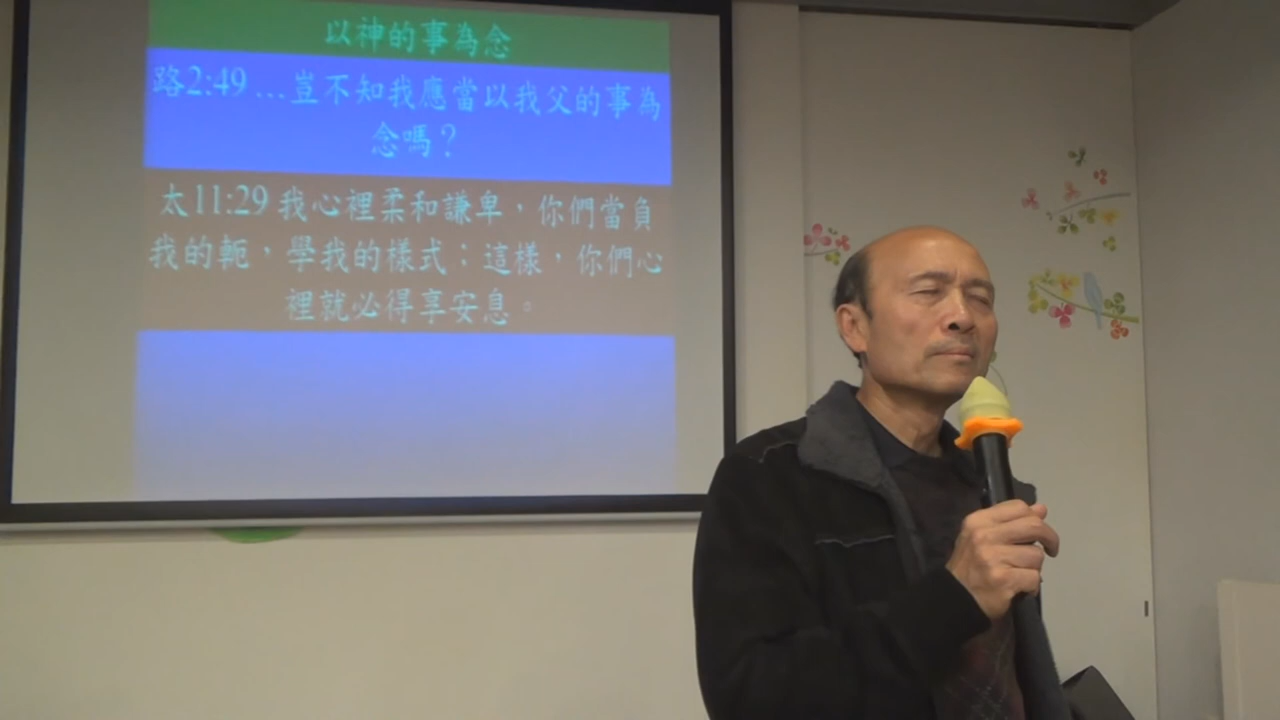 以神的事為念
路2:49 …豈不知我應當以我父的事為
念嗎？
太11:29 我心裡柔和謙卑，你們當負
我的軛，學我的樣式；這樣，你們心
裡就必得享安息。